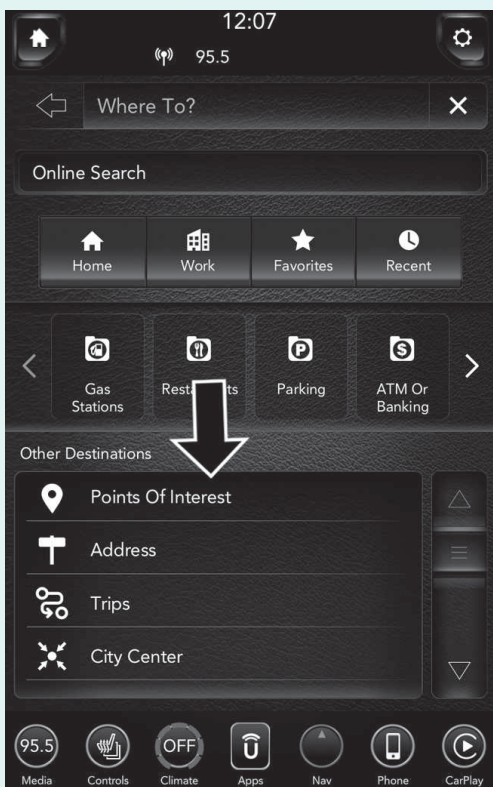 12:07
95.5
Where To?
Online Search
Home Work Favorites Recent
Gas Stations Parking ATM Or Banking
Other Destinations
Points Of Interest
Address
Trips
City Center
95.5 OFF
Media Controls Climate Apps Nav Phone CarPlay